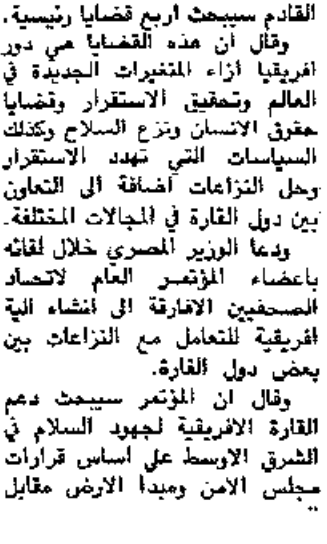 القادم سيبحث اربع قضايا رئيسية.
وقال ان هذه القضايا هي دور
افريقيا أزاء المتغيرات الجديدة في
العالم وتحقيق الاستقرار وقضايا
حقوق الانسان ونزع السلاح وكذلك
السياسات التي تهدد الاستقرار
وحل النزاعات أضافة الى التعاون
بين دول القارة في المجالات المختلفة.
ودعا الوزير المصري خلال لقائه
باعضاء المؤتمر العام لاتحاد
الصحفيين الافارقة الى انشاء الية
افريقية للتعامل مع النزاعات بين
بعض دول القارة.
وقال ان المؤتمر سيبحث دعم
القارة الافريقية لجهود السلام في
الشرق الاوسط على اساس قرارات
مجلس الامن ومبدأ الارض مقابل